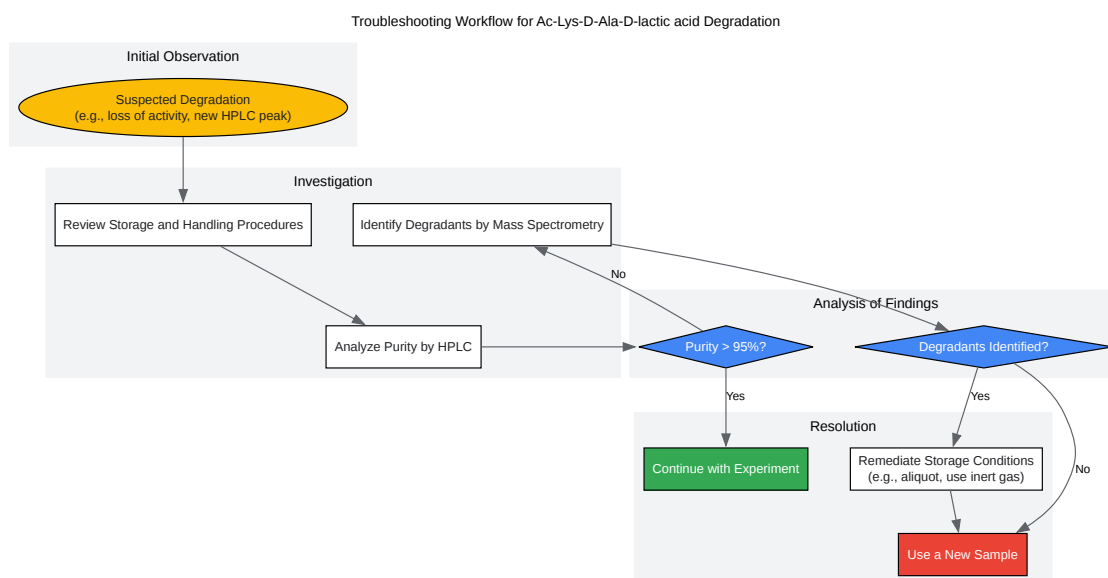 Troubleshooting Workflow for Ac-Lys-D-Ala-D-lactic acid Degradation
Initial Observation
Suspected Degradation
(e.g., loss of activity, new HPLC peak)
Investigation
Review Storage and Handling Procedures
Identify Degradants by Mass Spectrometry
No
Analysis of Findings
Analyze Purity by HPLC
Purity > 95%?
Degradants Identified?
Yes
Yes
Resolution
Continue with Experiment
Remediate Storage Conditions
(e.g., aliquot, use inert gas)
No
Use a New Sample